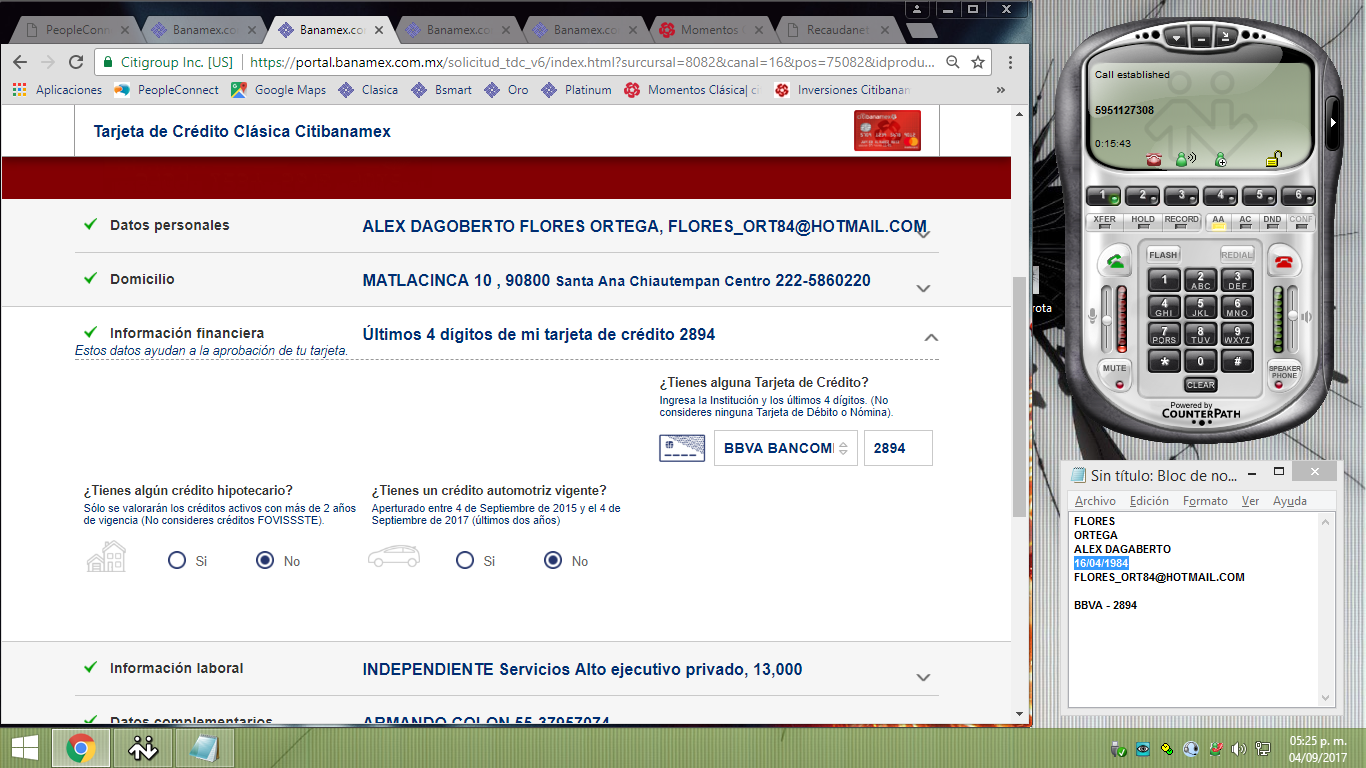 PeopleConn
Banamex.co
Banamex.co
Banamex.co
Banamex.co
Momentos
Recaudanet
Citigroup Inc. [US]
https://portal.banamex.com.mx/solicitud_tdc_v6/index.html?surcursal=8082&canal=16&pos=75082&idprodu...
Aplicaciones
PeopleConnect
Google Maps
Clasica
Bsmart
Oro
Platinum
Momentos Clásica| ci
Inversiones Citibanan
Tarjeta de Crédito Clásica Citibanamex
Datos personales
ALEX DAGOBERTO FLORES ORTEGA, FLORES_ORT84@HOTMAIL.COM
Domicilio
MATLACINCA 10 , 90800 Santa Ana Chiautempan Centro 222-5860220
Información financiera
Últimos 4 dígitos de mi tarjeta de crédito 2894
Estos datos ayudan a la aprobación de tu tarjeta.
¿Tienes alguna Tarjeta de Crédito?
Ingresa la Institución y los últimos 4 dígitos. (No
consideres ninguna Tarjeta de Débito o Nómina).
BBVA BANCOM
2894
¿Tienes algún crédito hipotecario?
Sólo se valorarán los créditos activos con más de 2 años
de vigencia (No consideres créditos FOVISSSTE).
Si
No
¿Tienes un crédito automotriz vigente?
Aperturado entre 4 de Septiembre de 2015 y el 4 de
Septiembre de 2017 (últimos dos años)
Si
No
Información laboral
INDEPENDIENTE Servicios Alto ejecutivo privado, 13,000
Datos complementarios
ARMANDO COLON 55-37957074
Call established
5951127308
0:15:43
1 2 3 4 5 6
XFER HOLD RECORD AA AC DND CONF
FLASH REDIAL
1 2 ABC 3 DEF
4 GHI 5 JKL 6 MNO
7 PQRS 8 TUV 9 WXYZ
* 0 #
CLEAR
MUTE
SPEAKER
PHONE
Powered by
COUNTERPATH
rota
Sin título: Bloc de no...
Archivo Edición Formato Ver Ayuda
FLORES
ORTEGA
ALEX DAGABERTO
16/04/1984
FLORES_ORT84@HOTMAIL.COM
BBVA - 2894
05:25 p. m.
04/09/2017